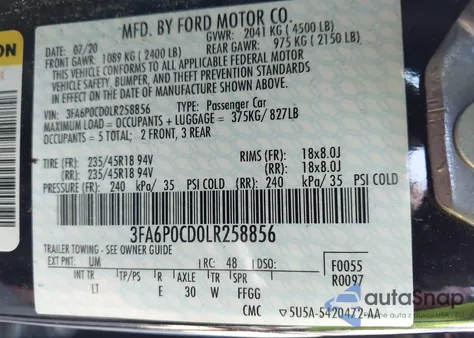 MFD. BY FORD MOTOR CO.
DATE: 07/20 GVWR: 2041 KG ( 4500 LB)
FRONT GAWR: 1089 KG ( 2400 LB) REAR GAWR: 975 KG ( 2150 LB)
THIS VEHICLE CONFORMS TO ALL APPLICABLE FEDERAL MOTOR
VEHICLE SAFETY, BUMPER, AND THEFT PREVENTION STANDARDS IN
EFFECT ON THE DATE OF MANUFACTURE SHOWN ABOVE.
VIN: 3FA6P0CD0LR258856 TYPE: Passenger Car
MAXIMUM LOAD = OCCUPANTS + LUGGAGE = 375KG/ 827LB
OCCUPANTS = 5 TOTAL; 2 FRONT, 3 REAR
TIRE (FR): 235/45R18 94V RIMS (FR): 18x8.0J
(RR): 235/45R18 94V (RR): 18x8.0J
PRESSURE (FR): 240 kPa/ 35 PSI COLD (RR): 240 kPa/ 35 PSI COLD
3FA6P0CD0LR258856
TRAILER TOWING - SEE OWNER GUIDE
EXT PNT: UM RC: 48 DSO: F0055
INT TR TP/PS R AXLE TR SPR R0097
LT E 30 W FFGG
CMC 5U5A-5420472-AA
autoSnap